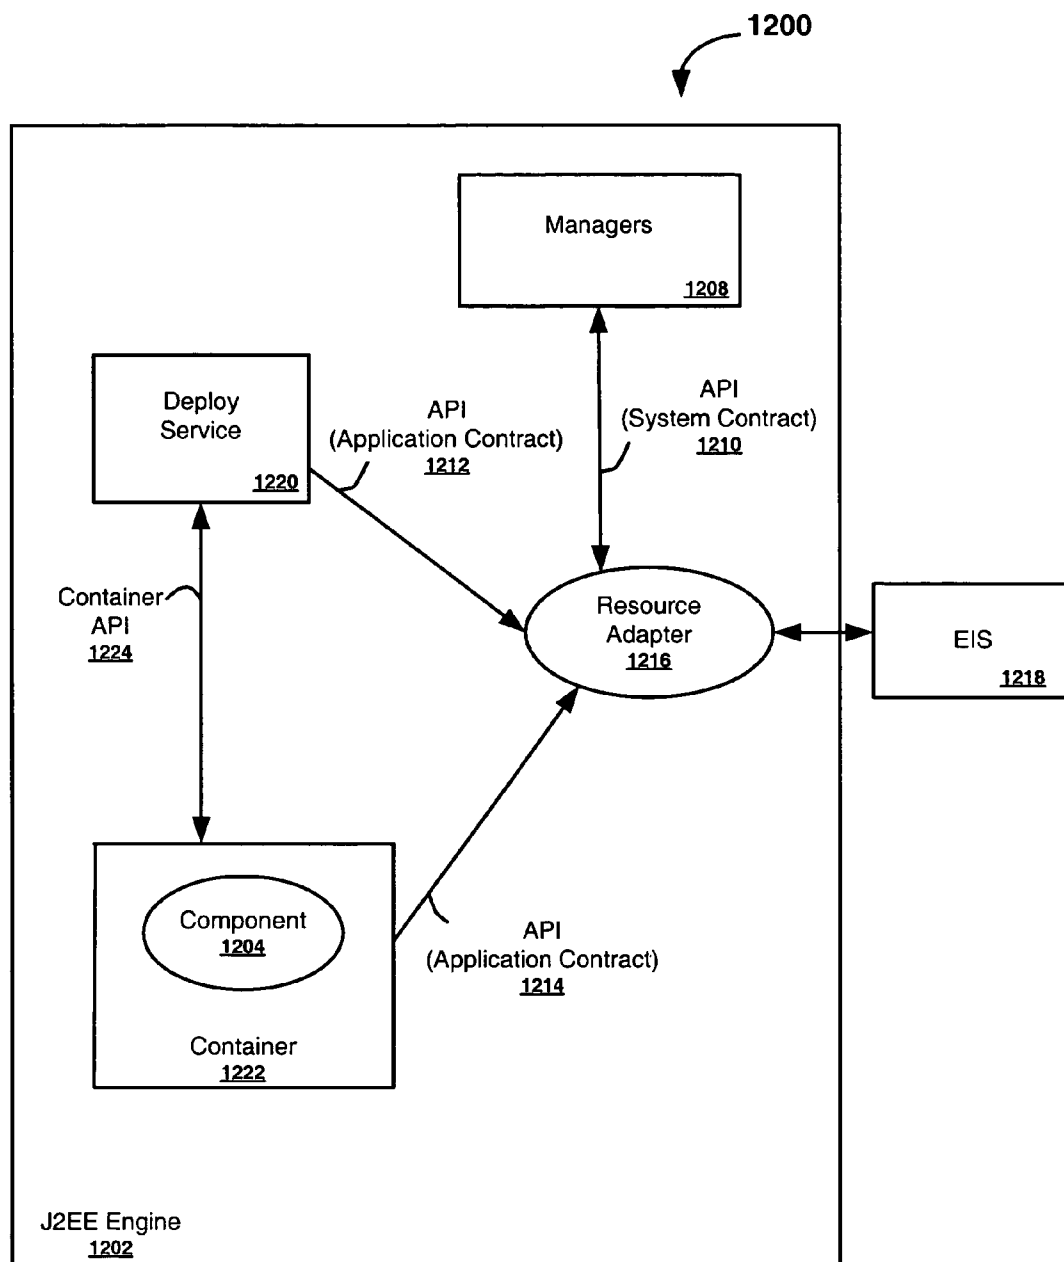 1200
Managers
1208
Deploy
Service
1220
API
(Application Contract)
1212
API
(System Contract)
1210
Container
API
1224
Resource
Adapter
1216
EIS
1218
Component
1204
Container
1222
API
(Application Contract)
1214
J2EE Engine
1202